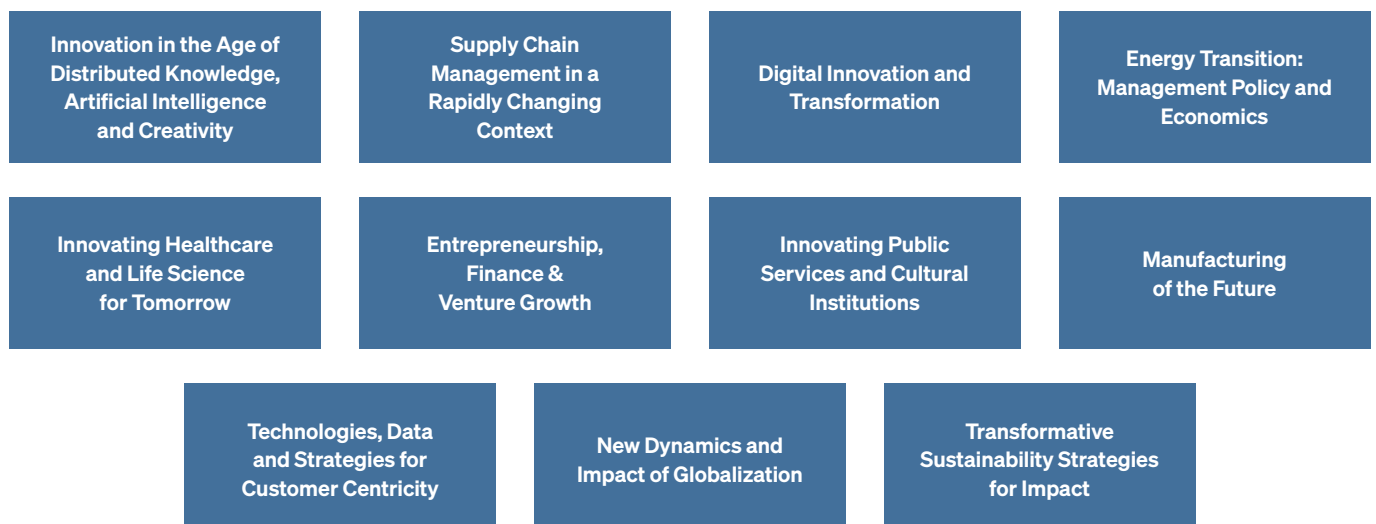 Innovation in the Age of
Distributed Knowledge,
Artificial Intelligence
and Creativity
Supply Chain
Management in a
Rapidly Changing
Context
Digital Innovation and
Transformation
Energy Transition:
Management Policy and
Economics
Innovating Healthcare
and Life Science
for Tomorrow
Entrepreneurship,
Finance &
Venture Growth
Innovating Public
Services and Cultural
Institutions
Manufacturing
of the Future
Technologies, Data
and Strategies for
Customer Centricity
New Dynamics and
Impact of Globalization
Transformative
Sustainability Strategies
for Impact